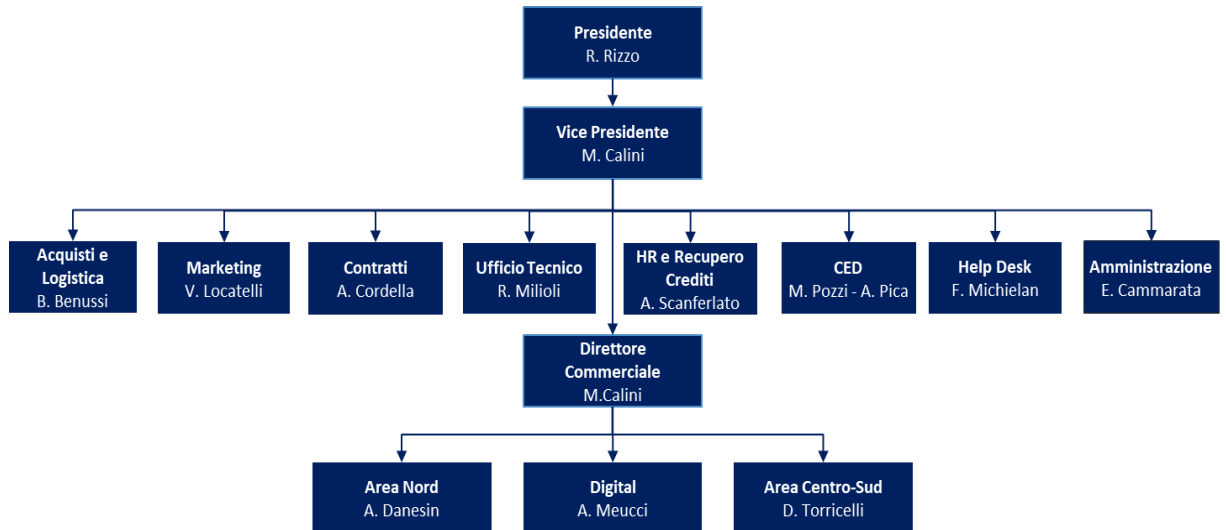 Presidente
R. Rizzo
Vice Presidente
M. Calini
Acquisti e
Logistica
B. Benussi
Marketing
V. Locatelli
Contratti
A. Cordella
Ufficio Tecnico
R. Milioli
HR e Recupero
Crediti
A. Scanferlato
CED
M. Pozzi - A. Pica
Help Desk
F. Michielan
Amministrazione
E. Cammarata
Direttore
Commerciale
M.Calini
Area Nord
A. Danesin
Digital
A. Meucci
Area Centro-Sud
D. Torricelli